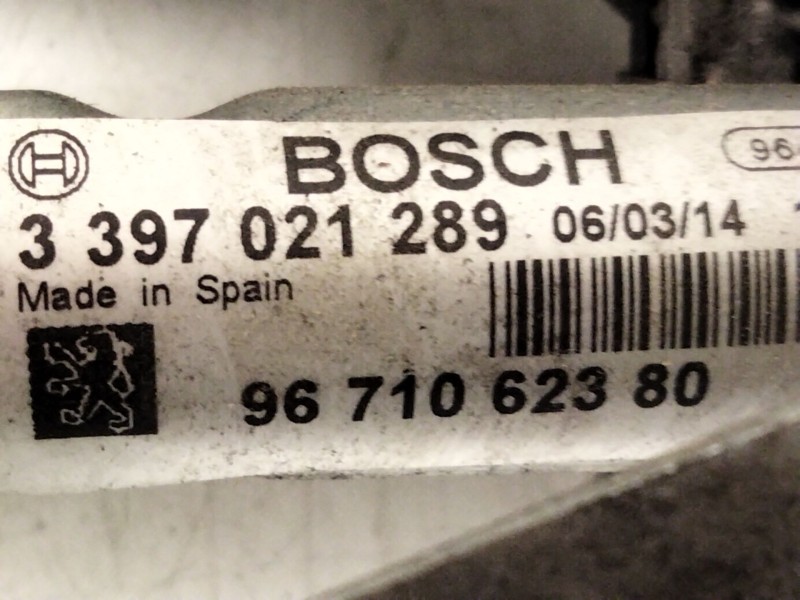 BOSCH
3 397 021 289 06/03/14
Made in Spain
96 710 623 80